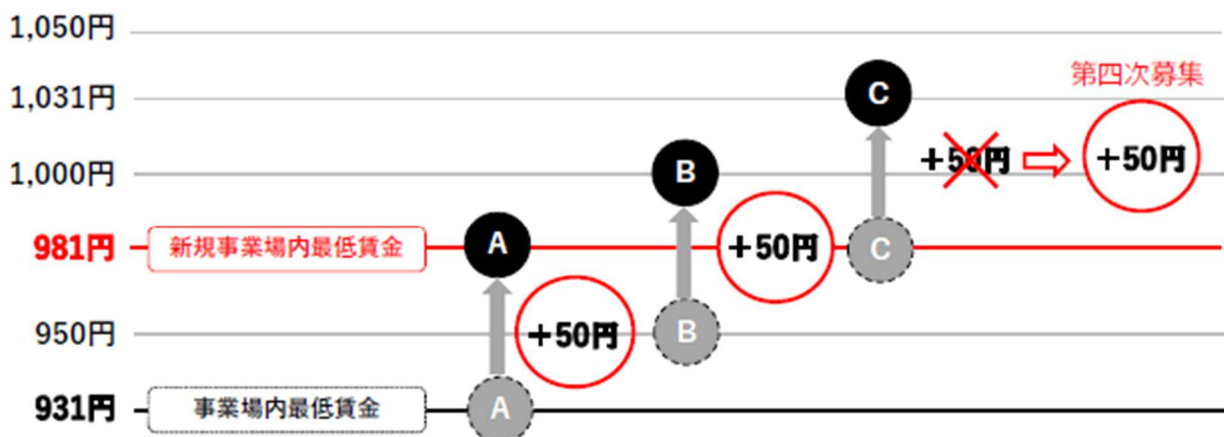 1,050円
第四次募集
1,031円
C
+50円
+50円
1,000円
B
981円
新規事業場内最低賃金
A
+50円
C
950円
+50円
B
931円
事業場内最低賃金
A